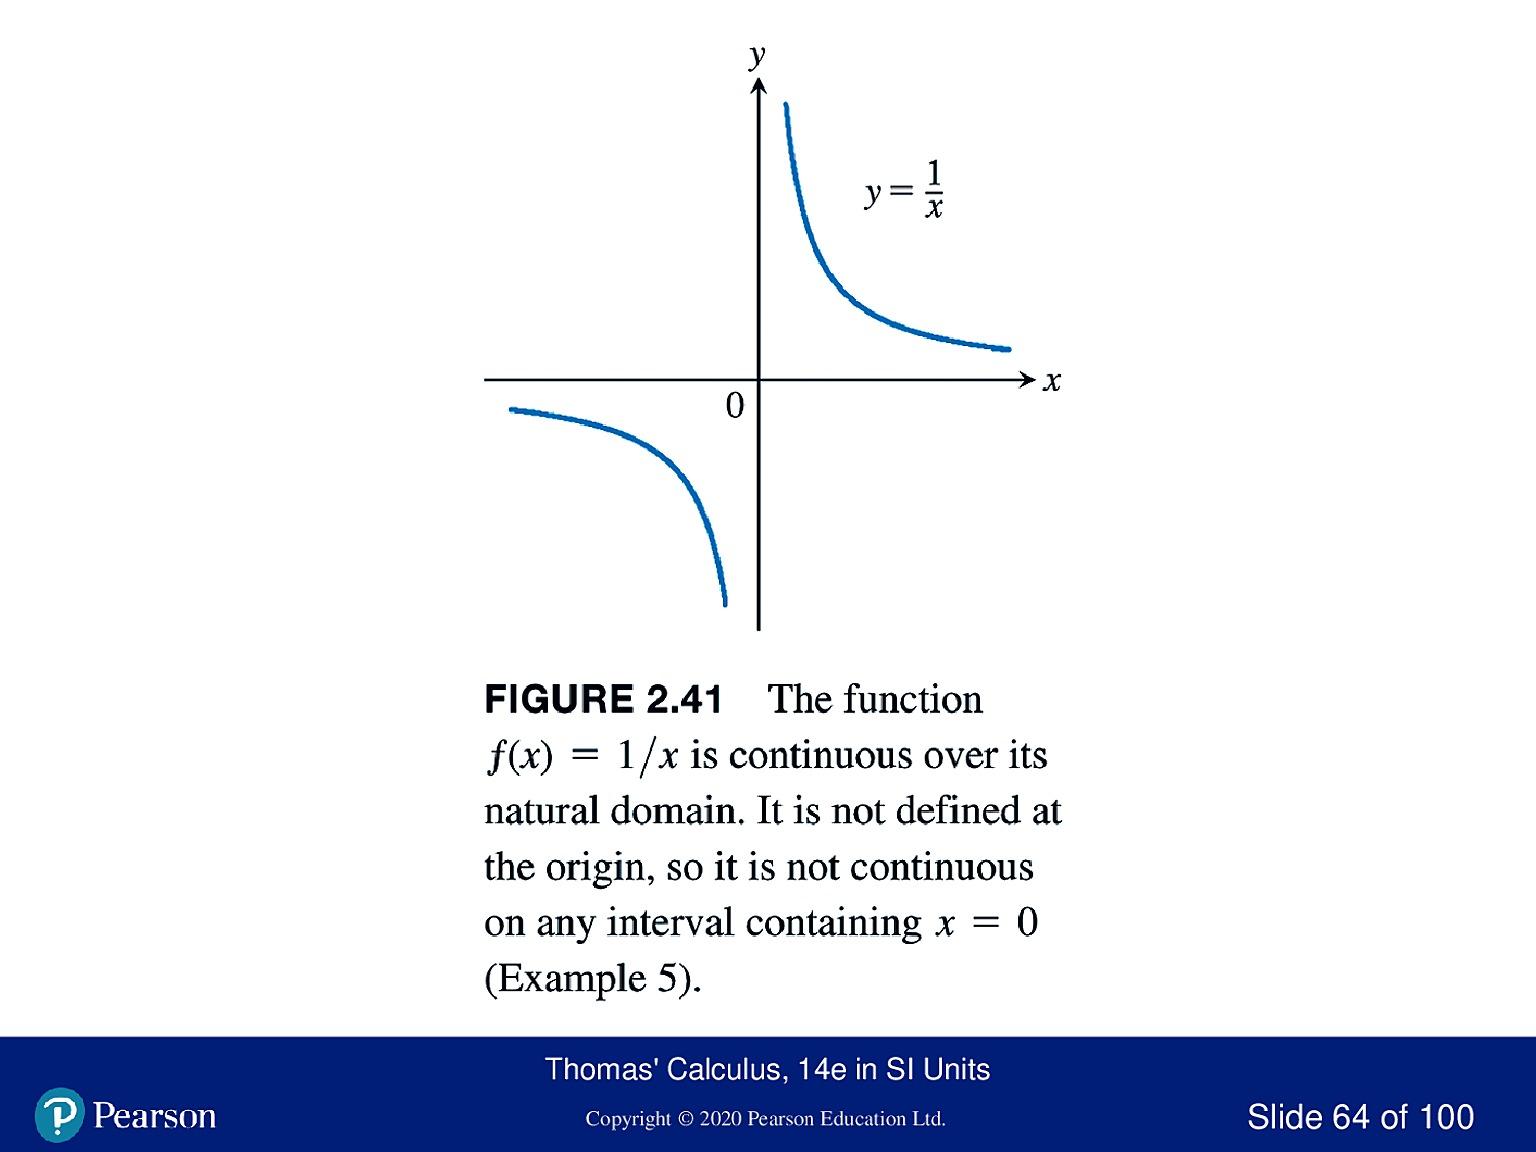 y
y = 1/x
x
0
FIGURE 2.41 The function
f(x) = 1/x is continuous over its
natural domain. It is not defined at
the origin, so it is not continuous
on any interval containing x = 0
(Example 5).
Thomas' Calculus, 14e in SI Units
Pearson
Copyright © 2020 Pearson Education Ltd.
Slide 64 of 100